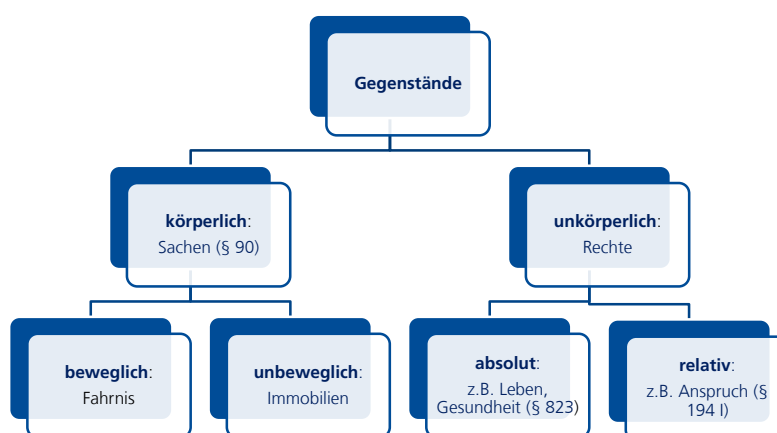 Gegenstände
körperlich:
Sachen (§ 90)
unkörperlich:
Rechte
beweglich:
Fahrnis
unbeweglich:
Immobilien
absolut:
z.B. Leben,
Gesundheit (§ 823)
relativ:
z.B. Anspruch (§
194 I)